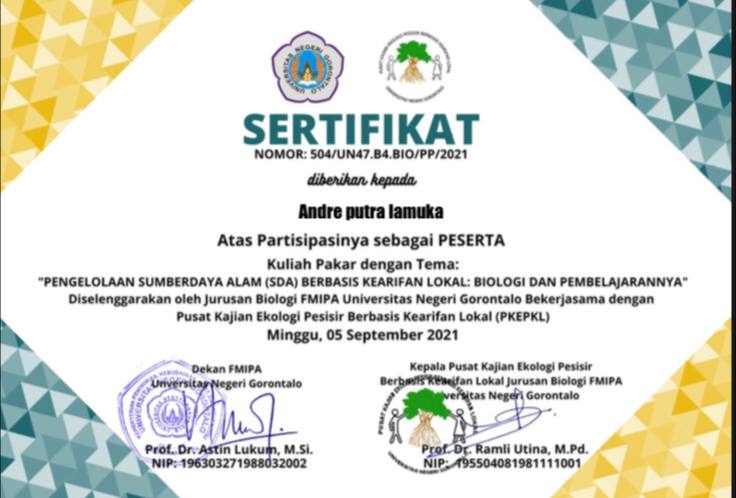 UNIVERSITAS NEGERI GORONTALO
SERTIFIKAT
NOMOR: 504/UN47.B4.BIO/PP/2021
diberikan kepada
Andre putra lamuka
Atas Partisipasinya sebagai PESERTA
Kuliah Pakar dengan Tema:
"PENGELOLAAN SUMBERDAYA ALAM (SDA) BERBASIS KEARIFAN LOKAL: BIOLOGI DAN PEMBELAJARANNYA"
Diselenggarakan oleh Jurusan Biologi FMIPA Universitas Negeri Gorontalo Bekerjasama dengan
Pusat Kajian Ekologi Pesisir Berbasis Kearifan Lokal (PKEPKL)
Minggu, 05 September 2021
Dekan FMIPA
Unversitas Negeri Gorontalo
Prof. Dr. Astin Lukum, M.Si.
NIP: 196303271988032002
Kepala Pusat Kajian Ekologi Pesisir
Berbasis Kearifan Lokal Jurusan Biologi FMIPA
Negeri Gorontalo
Prof. Dr. Ramli Utina, M.Pd.
NIP: 195504081981111001